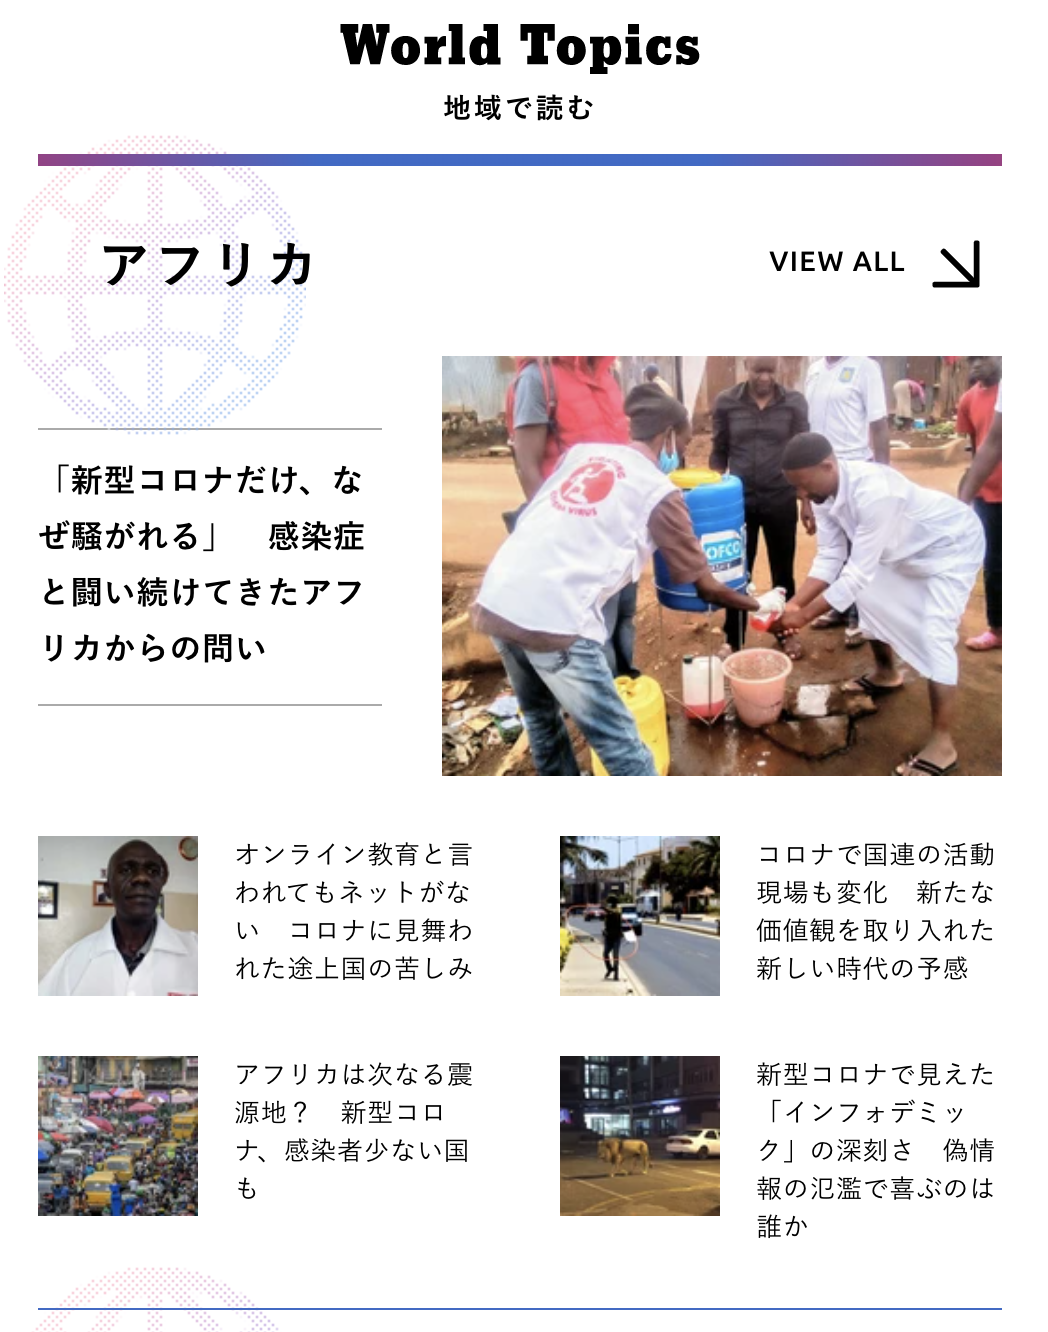 World Topics
地域で読む
アフリカ
VIEW ALL
「新型コロナだけ、な
ぜ騒がれる」　感染症
と闘い続けてきたアフ
リカからの問い
OFCO
オンライン教育と言
われてもネットがな
い　コロナに見舞わ
れた途上国の苦しみ
コロナで国連の活動
現場も変化　新たな
価値観を取り入れた
新しい時代の予感
アフリカは次なる震
源地？　新型コロ
ナ、感染者少ない国
も
新型コロナで見えた
「インフォデミッ
ク」の深刻さ　偽情
報の氾濫で喜ぶのは
誰か